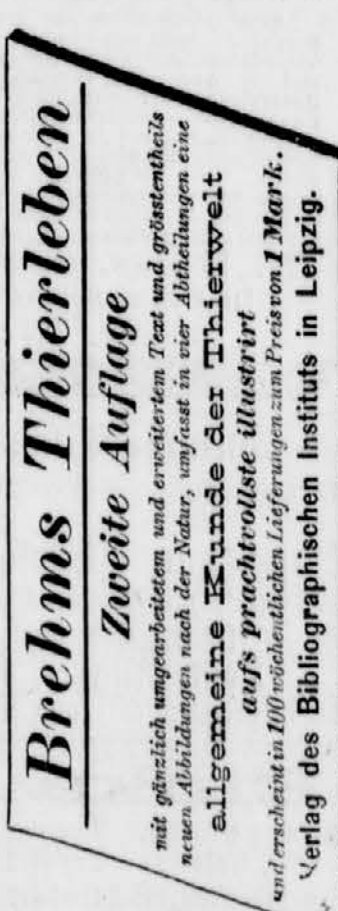 Brehms Thierleben
Zweite Auflage
mit gänzlich umgearbeitetem und erweitertem Text und grösstentheils
neuen Abbildungen nach der Natur, umfasst in vier Abtheilungen eine
allgemeine Kunde der Thierwelt
aufs prachtvollste illustrirt
und erscheint in 100 wöchentlichen Lieferungen zum Preis von 1 Mark.
Verlag des Bibliographischen Instituts in Leipzig.